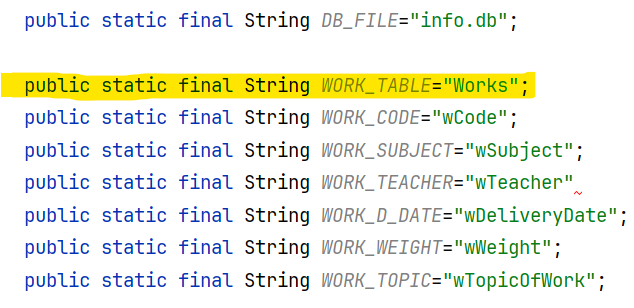 public static final String DB_FILE="info.db";
public static final String WORK_TABLE="Works";
public static final String WORK_CODE="wCode";
public static final String WORK_SUBJECT="wSubject";
public static final String WORK_TEACHER="wTeacher"
public static final String WORK_D_DATE="wDeliveryDate";
public static final String WORK_WEIGHT="wWeight";
public static final String WORK_TOPIC="wTopicOfWork";